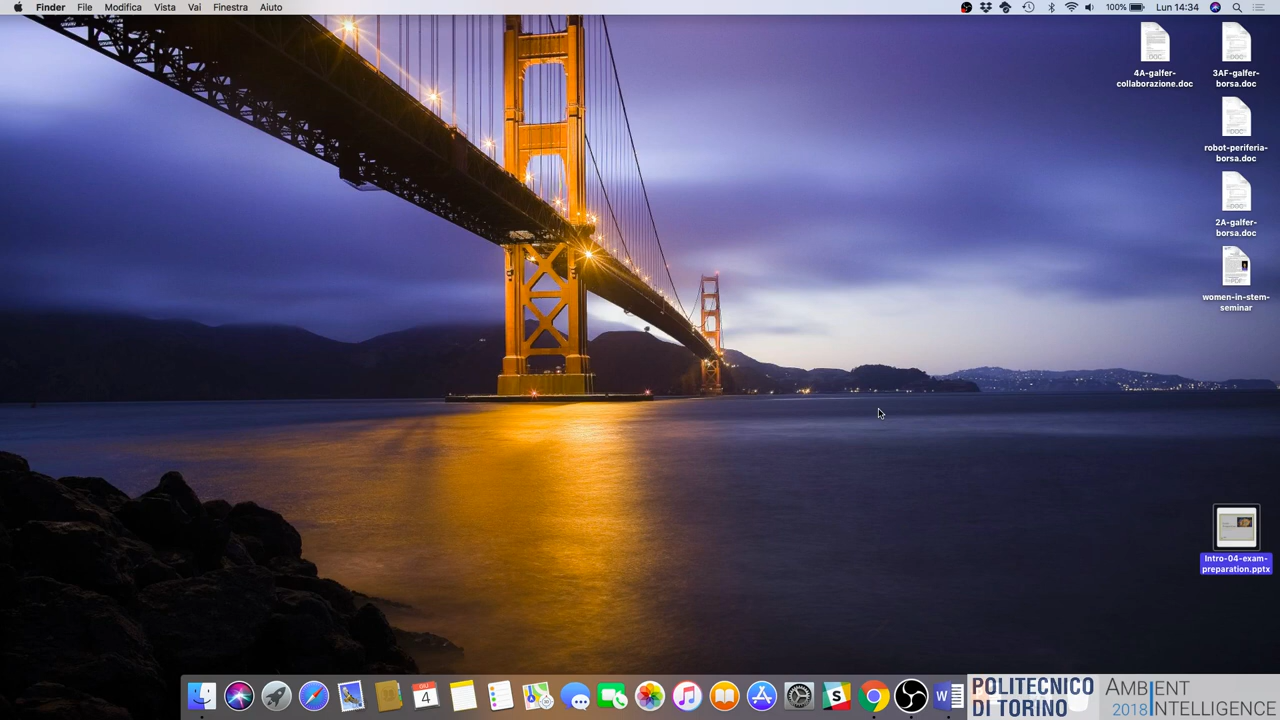 Finder File Modifica Vista Vai Finestra Aiuto 100% Lun 14:34
4A-galfer-
collaborazione.doc
3AF-galfer-
borsa.doc
robot-periferia-
borsa.doc
2A-galfer-
borsa.doc
women-in-stem-
seminar
Intro-04-exam-
preparation.pptx
4
POLITECNICO
DI TORINO
AMBIENT
2018 INTELLIGENCE